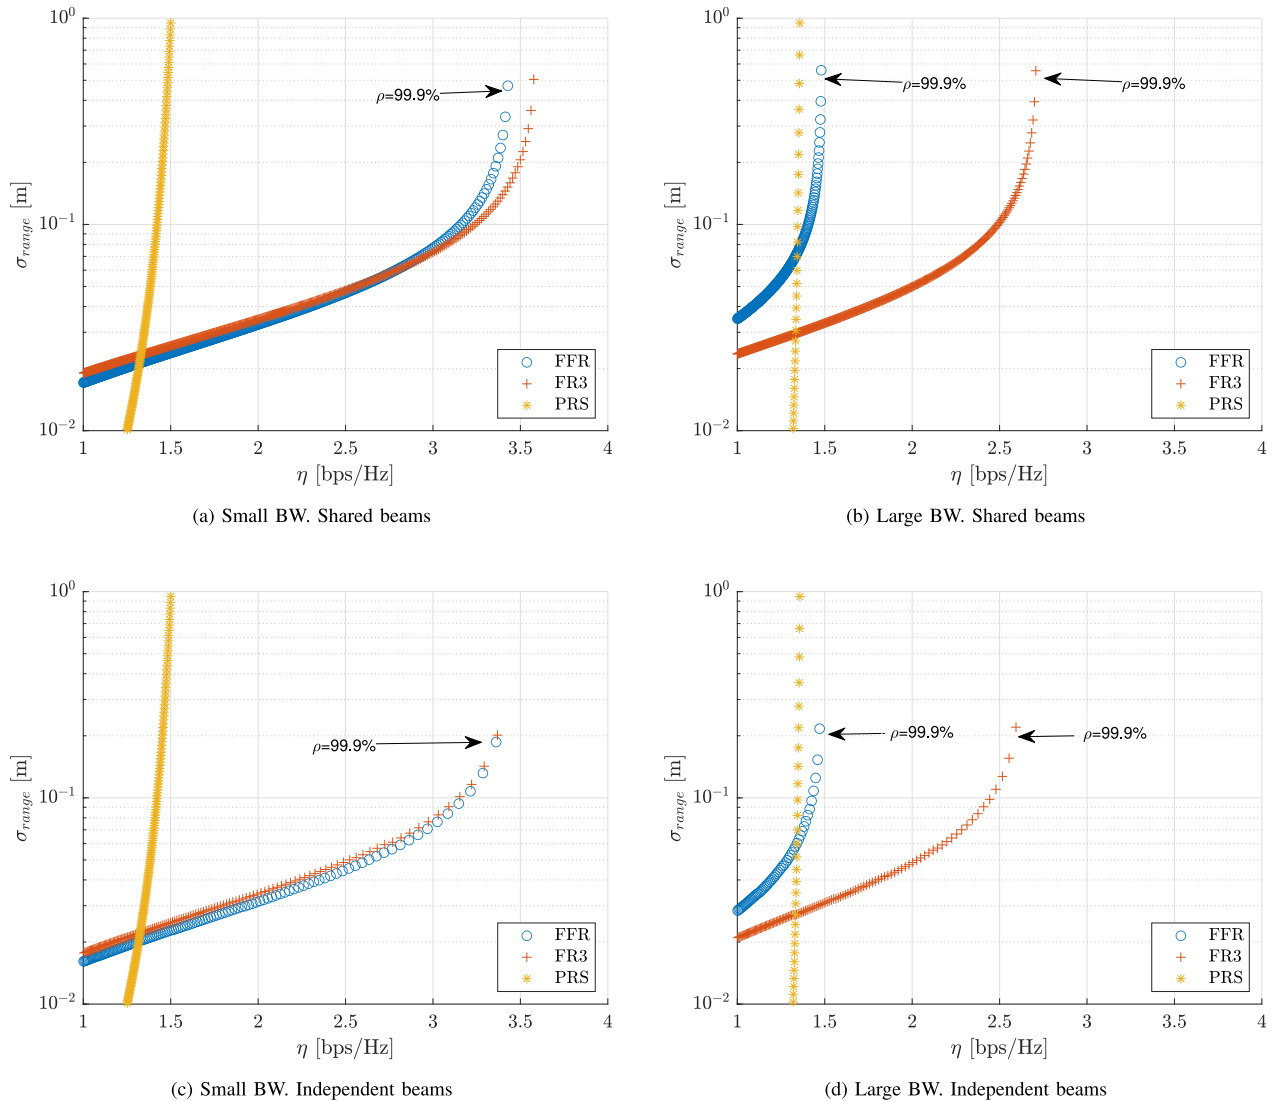 10^0
10^-1
10^-2
σ_range [m]
1 1.5 2 2.5 3 3.5 4
η [bps/Hz]
ρ=99.9%
FFR
FR3
PRS
(a) Small BW. Shared beams
10^0
10^-1
10^-2
σ_range [m]
1 1.5 2 2.5 3 3.5 4
η [bps/Hz]
ρ=99.9% ρ=99.9%
FFR
FR3
PRS
(b) Large BW. Shared beams
10^0
10^-1
10^-2
σ_range [m]
1 1.5 2 2.5 3 3.5 4
η [bps/Hz]
ρ=99.9%
FFR
FR3
PRS
(c) Small BW. Independent beams
10^0
10^-1
10^-2
σ_range [m]
1 1.5 2 2.5 3 3.5 4
η [bps/Hz]
ρ=99.9% ρ=99.9%
FFR
FR3
PRS
(d) Large BW. Independent beams